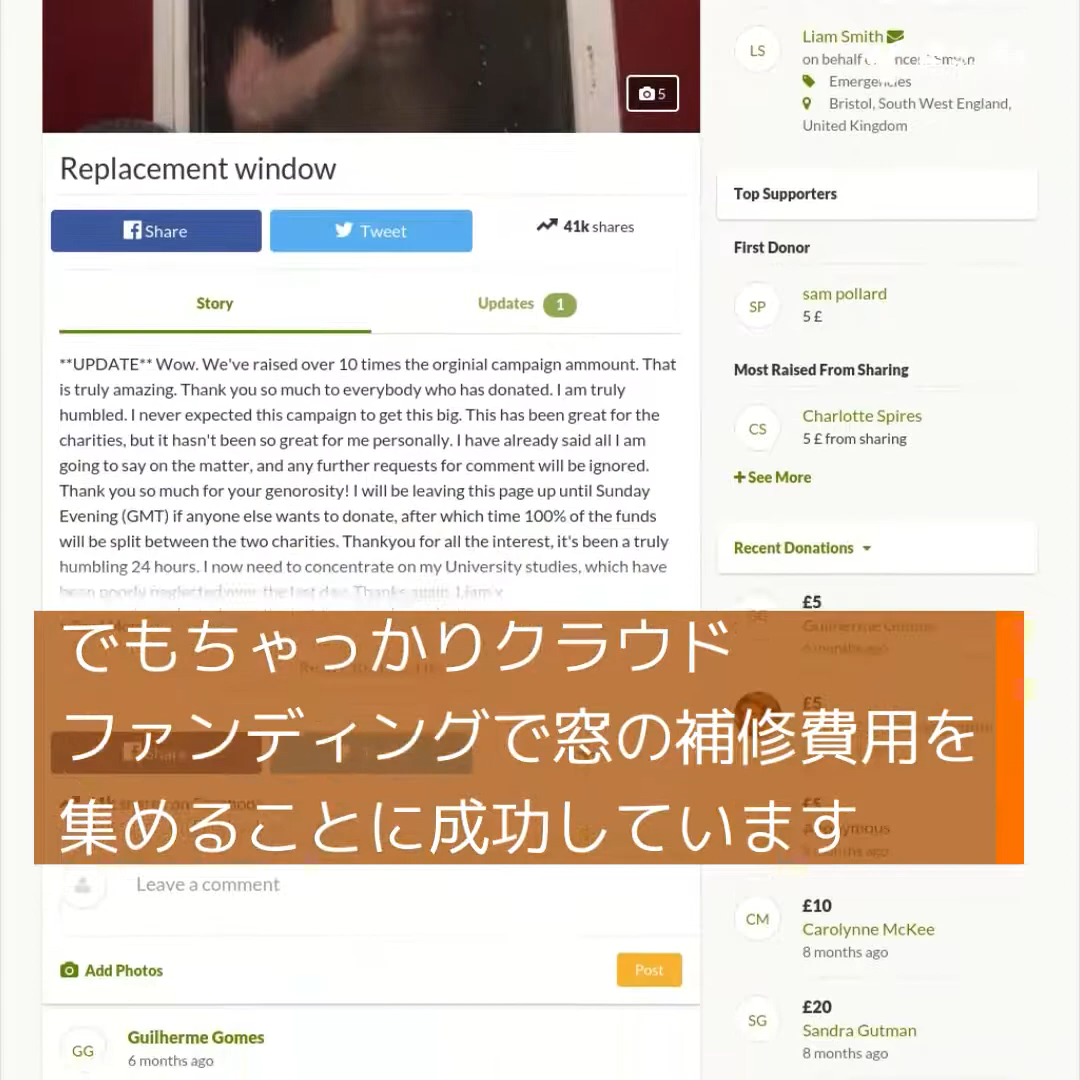 5
Replacement window
Share
Tweet
41k shares
Story
Updates 1
**UPDATE** Wow. We've raised over 10 times the orginial campaign ammount. That
is truly amazing. Thank you so much to everybody who has donated. I am truly
humbled. I never expected this campaign to get this big. This has been great for the
charities, but it hasn't been so great for me personally. I have already said all I am
going to say on the matter, and any further requests for comment will be ignored.
Thank you so much for your genorosity! I will be leaving this page up until Sunday
Evening (GMT) if anyone else wants to donate, after which time 100% of the funds
will be split between the two charities. Thankyou for all the interest, it's been a truly
humbling 24 hours. I now need to concentrate on my University studies, which have
been poorly neglected over the last day. Thanks again, Liam x
でもちゃっかりクラウド
ファンディングで窓の補修費用を
集めることに成功しています
Leave a comment
Add Photos
Post
GG
Guilherme Gomes
6 months ago
LS
Liam Smith
on behalf
Emergencies
Bristol, South West England,
United Kingdom
Top Supporters
First Donor
SP
sam pollard
5 £
Most Raised From Sharing
CS
Charlotte Spires
5 £ from sharing
+ See More
Recent Donations
£5
£5
£5
CM
£10
Carolynne McKee
8 months ago
SG
£20
Sandra Gutman
8 months ago